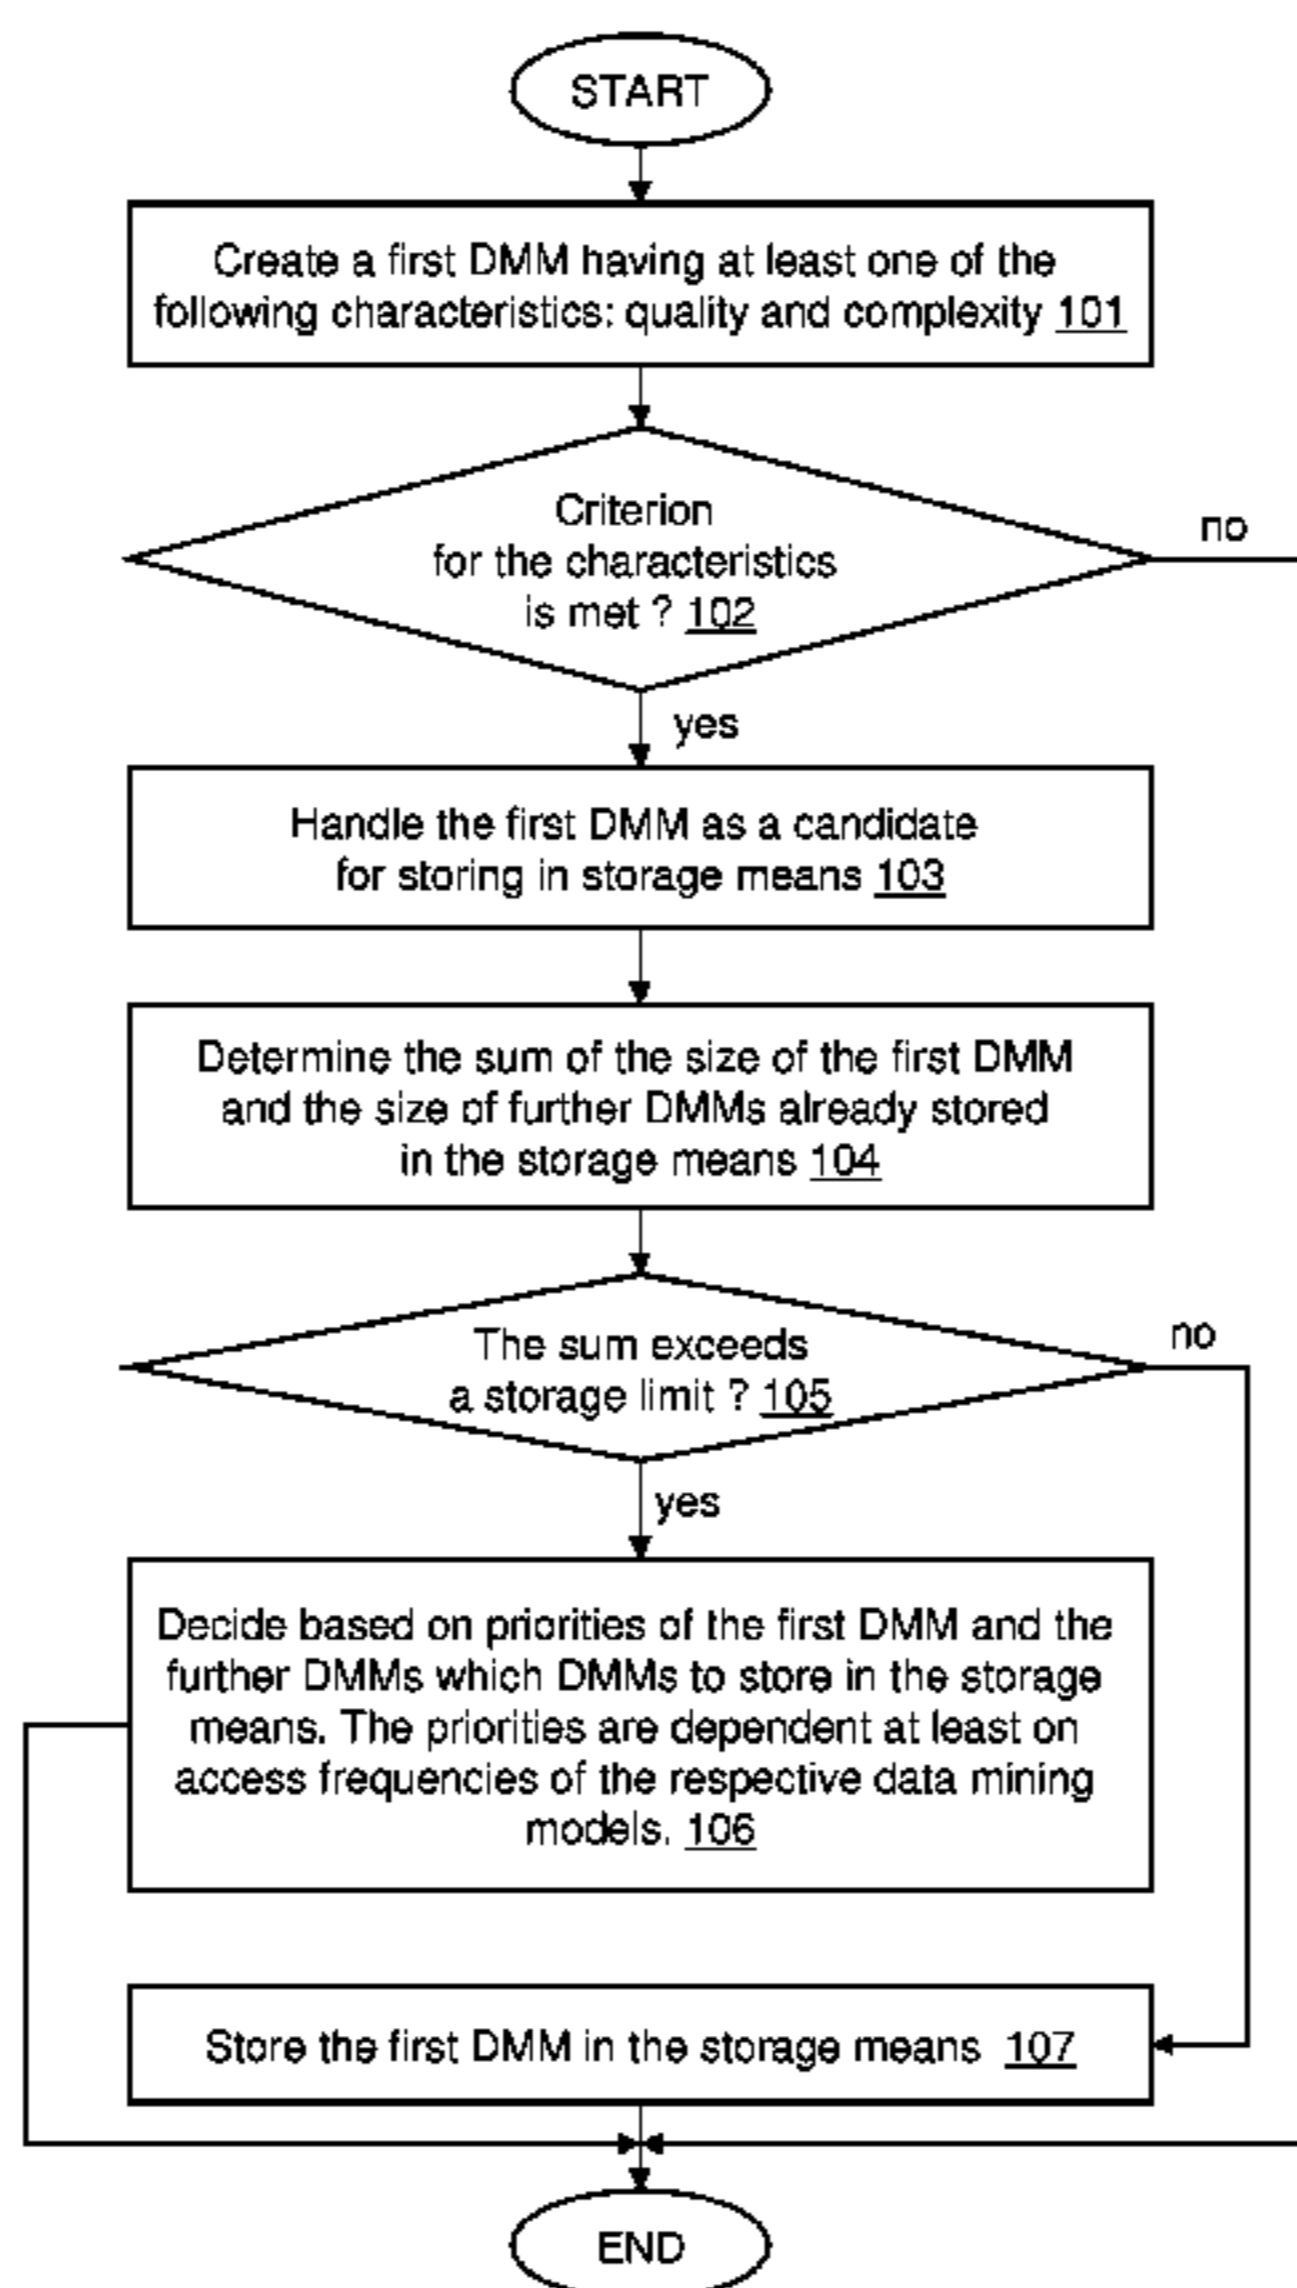 START
Create a first DMM having at least one of the
following characteristics: quality and complexity 101
Criterion
for the characteristics
is met ? 102
no
yes
Handle the first DMM as a candidate
for storing in storage means 103
Determine the sum of the size of the first DMM
and the size of further DMMs already stored
in the storage means 104
The sum exceeds
a storage limit ? 105
no
yes
Decide based on priorities of the first DMM and the
further DMMs which DMMs to store in the storage
means. The priorities are dependent at least on
access frequencies of the respective data mining
models. 106
Store the first DMM in the storage means 107
END